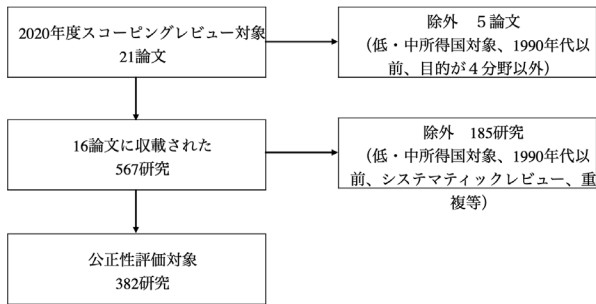 2020年度スコーピングレビュー対象
21論文
除外　５論文
(低・中所得国対象、1990年代以
前、目的が４分野以外)
16論文に収載された
567研究
除外　185研究
(低・中所得国対象、1990年代以
前、システマティックレビュー、重
複等)
公正性評価対象
382研究